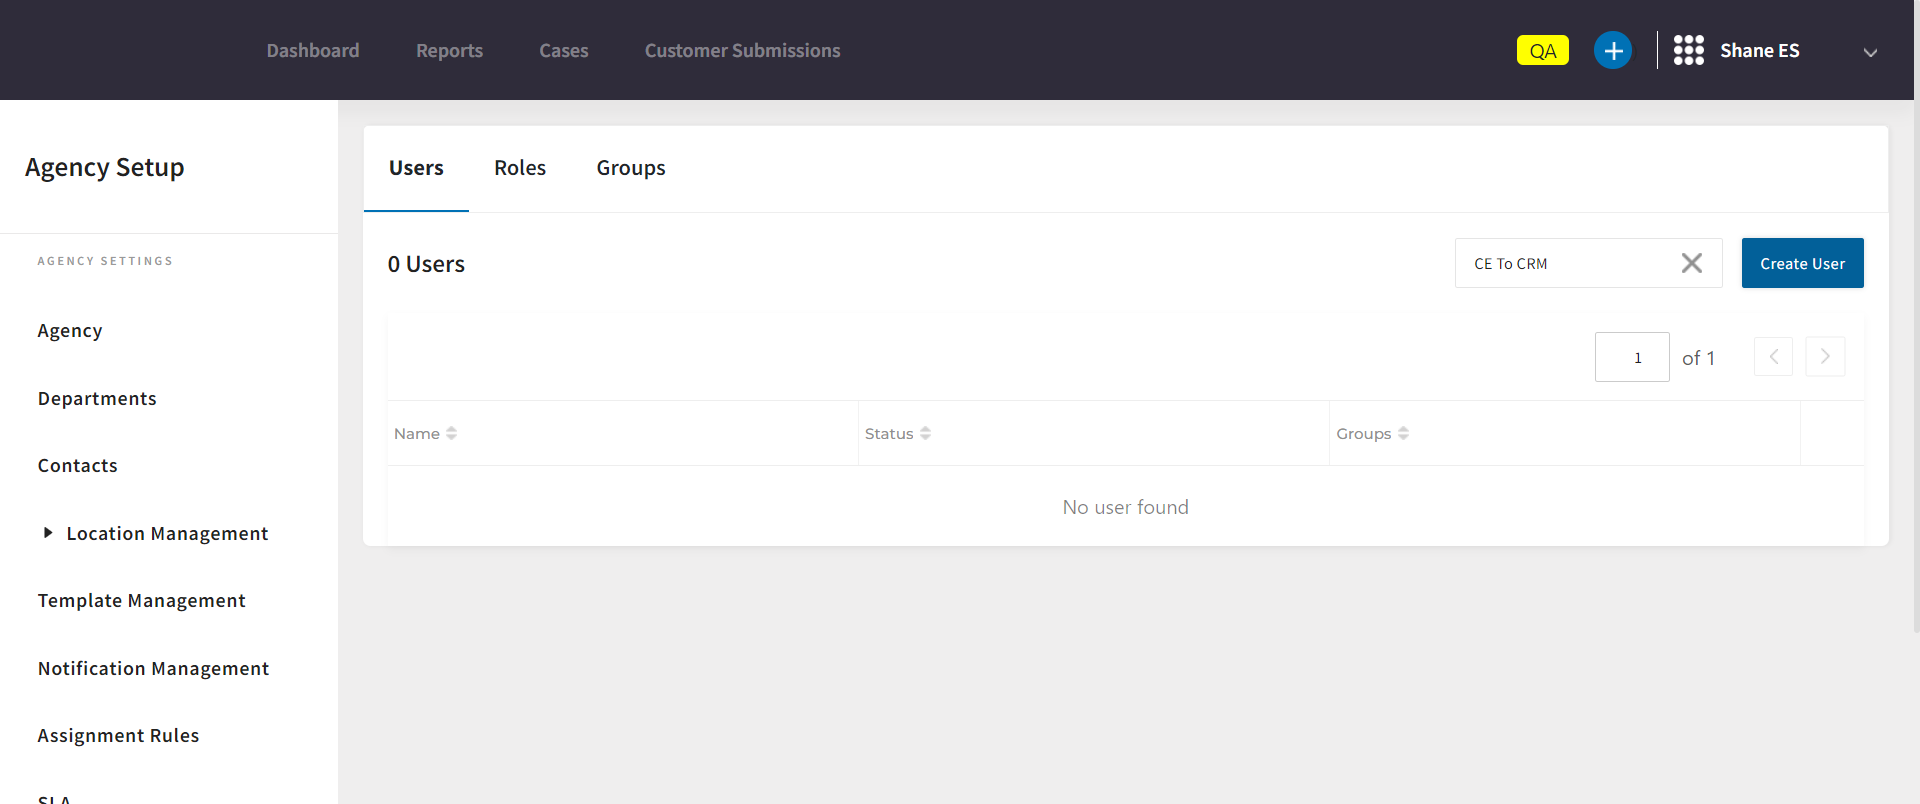 Dashboard
Reports
Cases
Customer Submissions
QA
Shane ES
Agency Setup
AGENCY SETTINGS
Agency
Departments
Contacts
Location Management
Template Management
Notification Management
Assignment Rules
SLA
Users
Roles
Groups
0 Users
CE To CRM
Create User
1
of 1
Name
Status
Groups
No user found